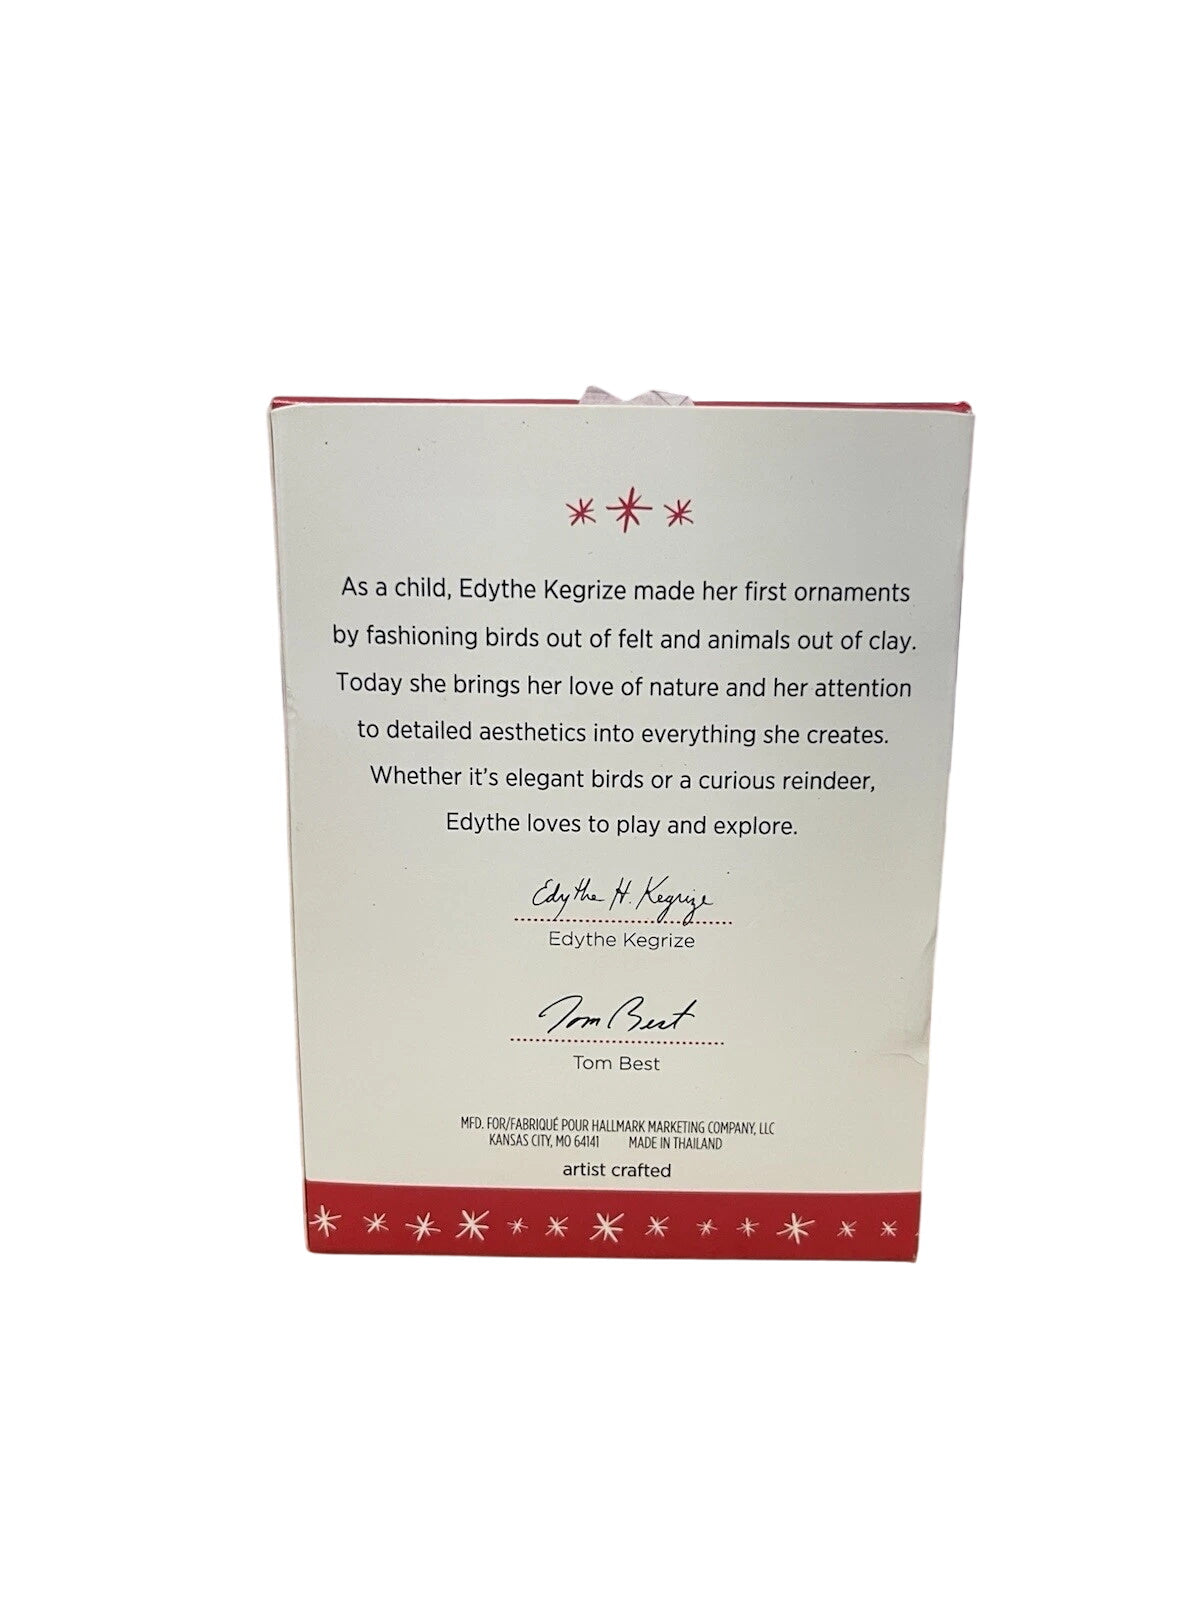 As a child, Edythe Kegrize made her first ornaments
by fashioning birds out of felt and animals out of clay.
Today she brings her love of nature and her attention
to detailed aesthetics into everything she creates.
Whether it's elegant birds or a curious reindeer,
Edythe loves to play and explore.
Edythe H. Kegrize
Edythe Kegrize
Tom Best
Tom Best
MFD. FOR/FABRIQUÉ POUR HALLMARK MARKETING COMPANY, LLC
KANSAS CITY, MO 64141 MADE IN THAILAND
artist crafted